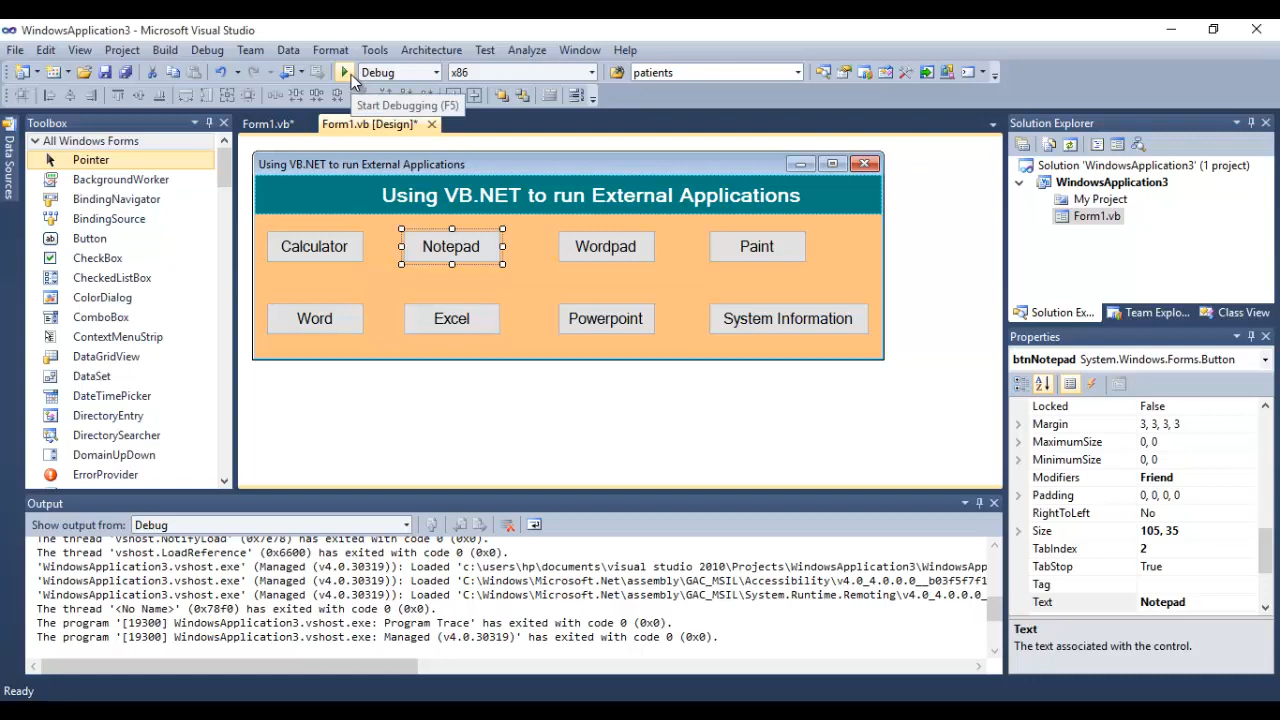 WindowsApplication3 - Microsoft Visual Studio
File Edit View Project Build Debug Team Data Format Tools Architecture Test Analyze Window Help
Debug x86 patients
Start Debugging (F5)
Data Sources
Toolbox
All Windows Forms
Pointer
BackgroundWorker
BindingNavigator
BindingSource
Button
CheckBox
CheckedListBox
ColorDialog
ComboBox
ContextMenuStrip
DataGridView
DataSet
DateTimePicker
DirectoryEntry
DirectorySearcher
DomainUpDown
ErrorProvider
Form1.vb* Form1.vb [Design]*
Using VB.NET to run External Applications
Using VB.NET to run External Applications
Calculator Notepad Wordpad Paint
Word Excel Powerpoint System Information
Solution Explorer
Solution 'WindowsApplication3' (1 project)
WindowsApplication3
My Project
Form1.vb
Solution Ex... Team Explo... Class View
Properties
btnNotepad System.Windows.Forms.Button
Locked False
Margin 3, 3, 3, 3
MaximumSize 0, 0
MinimumSize 0, 0
Modifiers Friend
Padding 0, 0, 0, 0
RightToLeft No
Size 105, 35
TabIndex 2
TabStop True
Tag
Text Notepad
Text
The text associated with the control.
Output
Show output from: Debug
The thread 'vshost.NotifyLoad' (0x7e78) has exited with code 0 (0x0).
The thread 'vshost.LoadReference' (0x6600) has exited with code 0 (0x0).
'WindowsApplication3.vshost.exe' (Managed (v4.0.30319)): Loaded 'c:\users\hp\documents\visual studio 2010\Projects\WindowsApplication3\WindowsApp
'WindowsApplication3.vshost.exe' (Managed (v4.0.30319)): Loaded 'C:\Windows\Microsoft.Net\assembly\GAC_MSIL\Accessibility\v4.0_4.0.0.0__b03f5f7f1
'WindowsApplication3.vshost.exe' (Managed (v4.0.30319)): Loaded 'C:\Windows\Microsoft.Net\assembly\GAC_MSIL\System.Runtime.Remoting\v4.0_4.0.0.0_
The thread '<No Name>' (0x78f0) has exited with code 0 (0x0).
The program '[19300] WindowsApplication3.vshost.exe: Program Trace' has exited with code 0 (0x0).
The program '[19300] WindowsApplication3.vshost.exe: Managed (v4.0.30319)' has exited with code 0 (0x0).
Ready